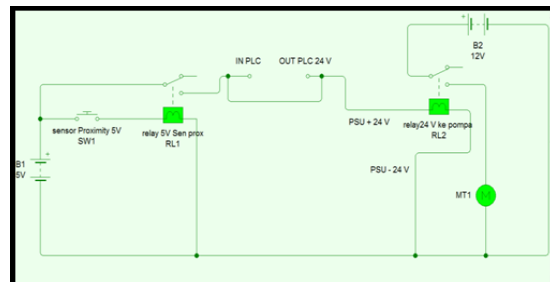 B2
12V
IN PLC
OUT PLC 24 V
sensor Proximity 5V
SW1
relay 5V Sen prox
RL1
PSU + 24 V
relay24 V ke pompa
RL2
B1
5V
PSU - 24 V
MT1
M